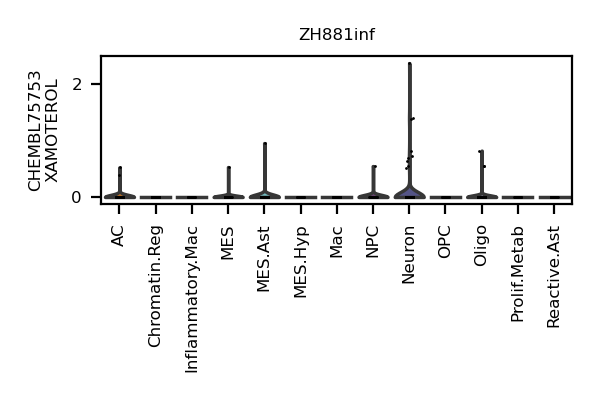 ZH881inf
CHEMBL75753
XAMOTEROL
2
0
AC
Chromatin.Reg
Inflammatory.Mac
MES
MES.Ast
MES.Hyp
Mac
NPC
Neuron
OPC
Oligo
Prolif.Metab
Reactive.Ast